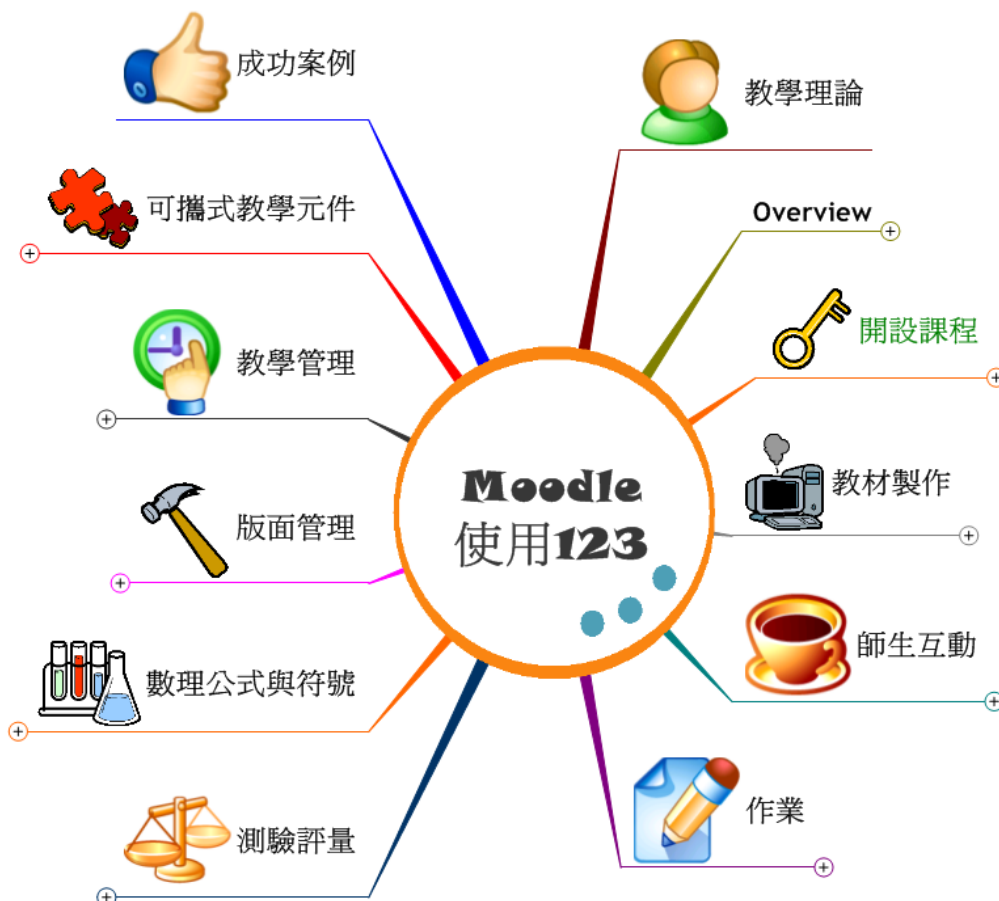 成功案例
教學理論
可攜式教學元件
Overview
教學管理
開設課程
版面管理
教材製作
Moodle
使用123
數理公式與符號
師生互動
測驗評量
作業